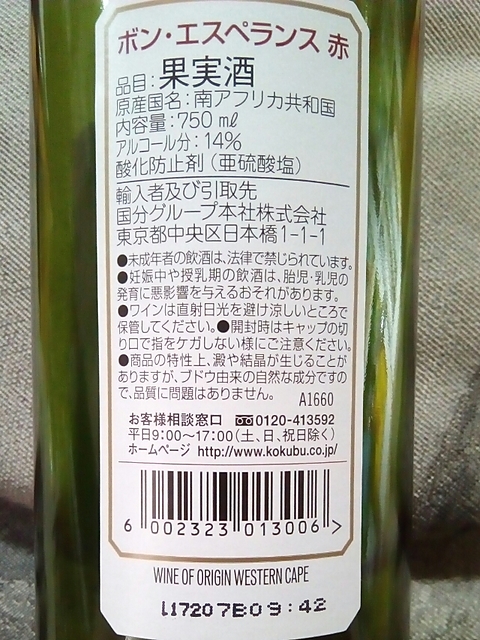 ボン・エスペランス 赤
品目:果実酒
原産国名:南アフリカ共和国
内容量:750 ml
アルコール分:14%
酸化防止剤(亜硫酸塩)
輸入者及び引取先
国分グループ本社株式会社
東京都中央区日本橋1-1-1
●未成年者の飲酒は、法律で禁じられています。
●妊娠中や授乳期の飲酒は、胎児・乳児の
発育に悪影響を与えるおそれがあります。
●ワインは直射日光を避け涼しいところで
保管してください。●開封時はキャップの切
り口で指をケガしない様にご注意ください。
●商品の特性上、澱や結晶が生じることが
ありますが、ブドウ由来の自然な成分ですの
で、品質に問題はありません。 A1660
お客様相談窓口 0120-413592
平日9:00〜17:00(土、日、祝日除く)
ホームページ http://www.kokubu.co.jp/
6 002323 013006 >
WINE OF ORIGIN WESTERN CAPE
L17207B09:42